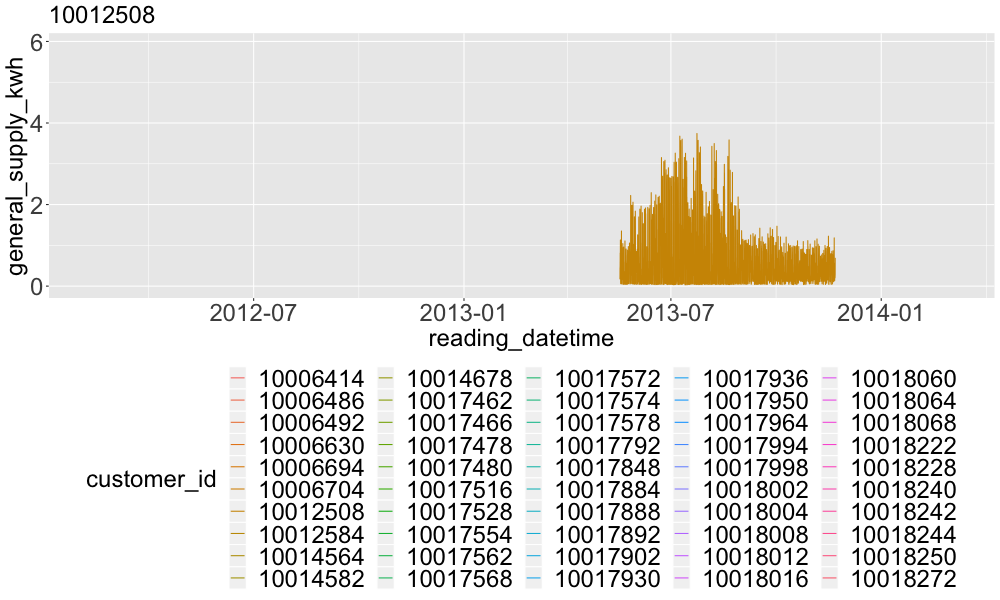 10012508
general_supply_kwh
6
4
2
0
2012-07 2013-01 2013-07 2014-01
reading_datetime
customer_id
10006414 10014678 10017572 10017936 10018060
10006486 10017462 10017574 10017950 10018064
10006492 10017466 10017578 10017964 10018068
10006630 10017478 10017792 10017994 10018222
10006694 10017480 10017848 10017998 10018228
10006704 10017516 10017884 10018002 10018240
10012508 10017528 10017888 10018004 10018242
10012584 10017554 10017892 10018008 10018244
10014564 10017562 10017902 10018012 10018250
10014582 10017568 10017930 10018016 10018272